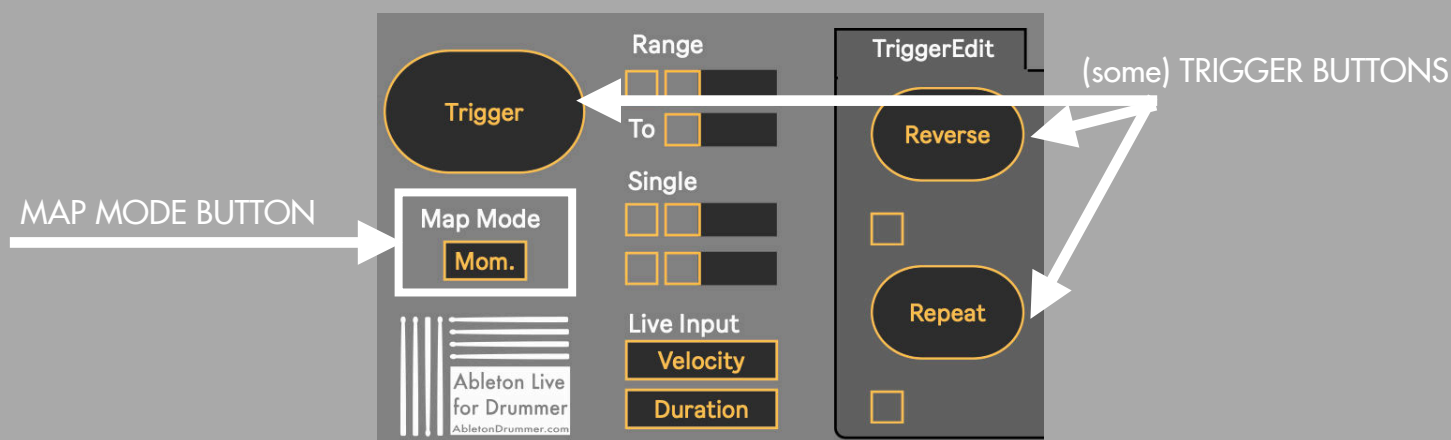 Range
TriggerEdit
(some) TRIGGER BUTTONS
Trigger
To
Reverse
Single
MAP MODE BUTTON
Map Mode
Mom.
Repeat
Live Input
Velocity
Ableton Live
for Drummer
AbletonDrummer.com
Duration